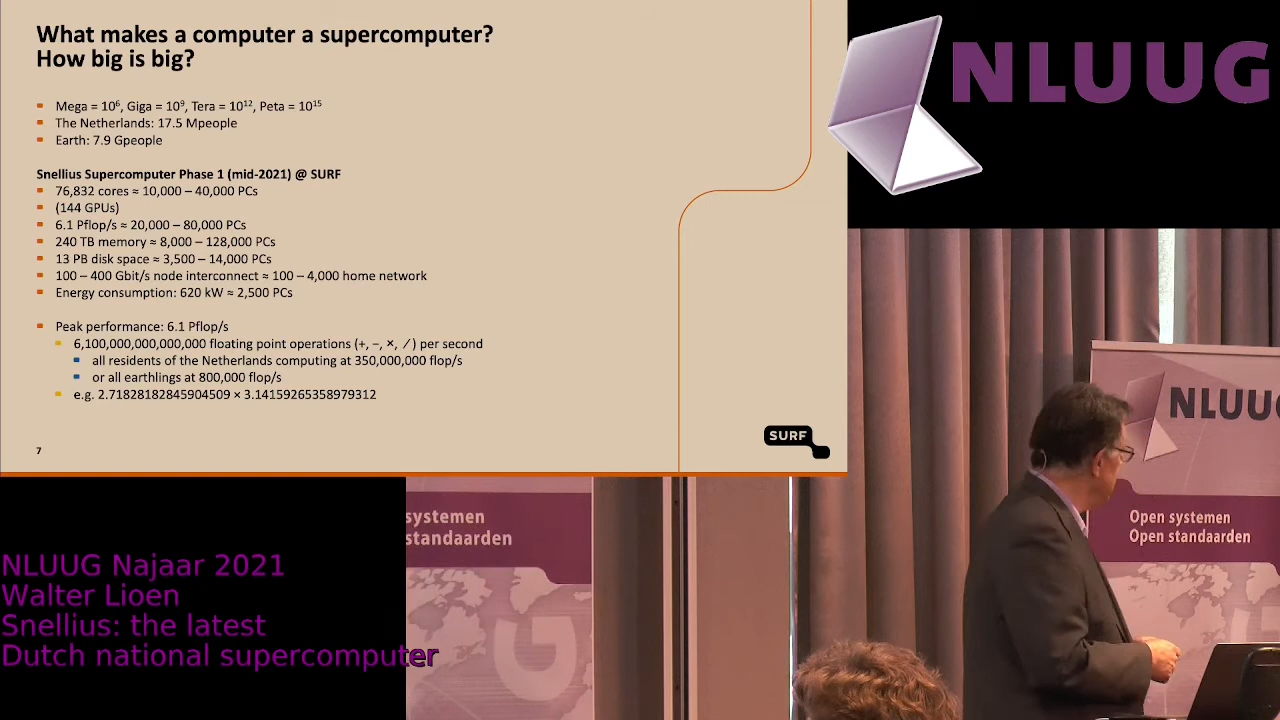 What makes a computer a supercomputer?
How big is big?
Mega = 10⁶, Giga = 10⁹, Tera = 10¹², Peta = 10¹⁵
The Netherlands: 17.5 Mpeople
Earth: 7.9 Gpeople
Snellius Supercomputer Phase 1 (mid-2021) @ SURF
76,832 cores ≈ 10,000 – 40,000 PCs
(144 GPUs)
6.1 Pflop/s ≈ 20,000 – 80,000 PCs
240 TB memory ≈ 8,000 – 128,000 PCs
13 PB disk space ≈ 3,500 – 14,000 PCs
100 – 400 Gbit/s node interconnect ≈ 100 – 4,000 home network
Energy consumption: 620 kW ≈ 2,500 PCs
Peak performance: 6.1 Pflop/s
6,100,000,000,000,000 floating point operations (+, −, ×, ∕) per second
all residents of the Netherlands computing at 350,000,000 flop/s
or all earthlings at 800,000 flop/s
e.g. 2.71828182845904509 × 3.14159265358979312
7
SURF
NLUUG
NLUUG
Open systemen
Open standaarden
systemen
standaarden
G
NLUUG Najaar 2021
Walter Lioen
Snellius: the latest
Dutch national supercomputer